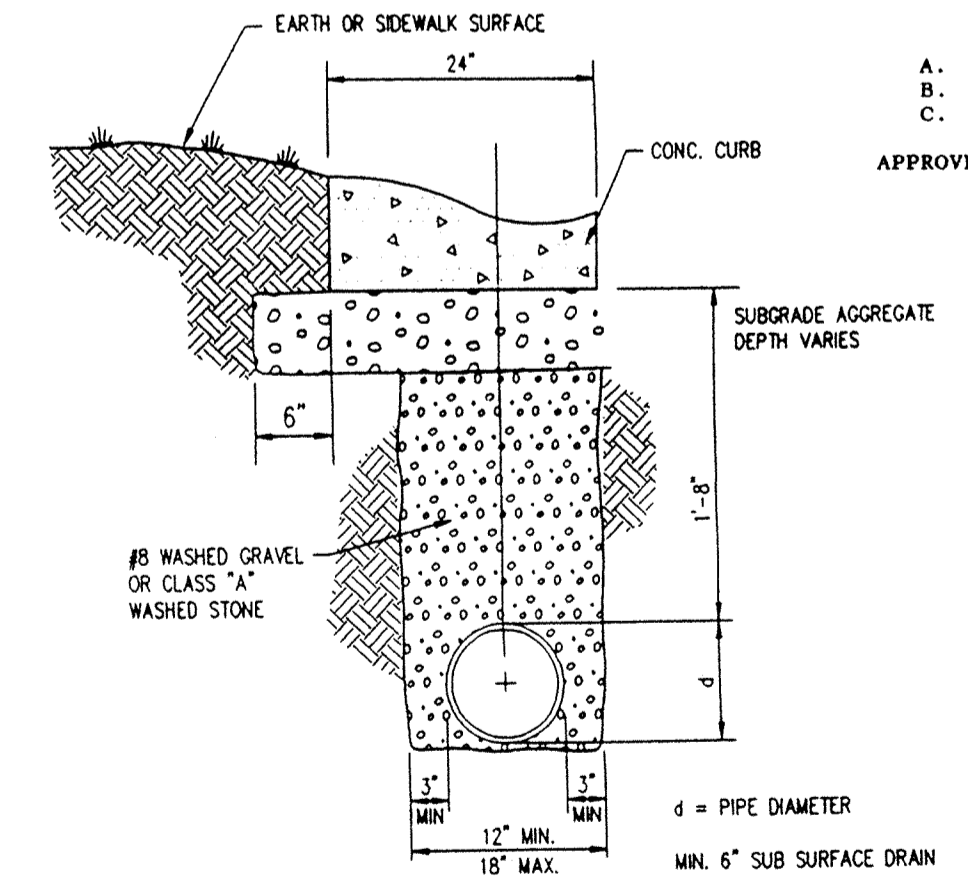 EARTH OR SIDEWALK SURFACE
24"
A.
B.
C.
CONC. CURB
SUBGRADE AGGREGATE
DEPTH VARIES
6"
1'-8"
#8 WASHED GRAVEL
OR CLASS "A"
WASHED STONE
d
3"
MIN
3"
MIN
12" MIN.
18" MAX.
d = PIPE DIAMETER
MIN. 6" SUB SURFACE DRAIN